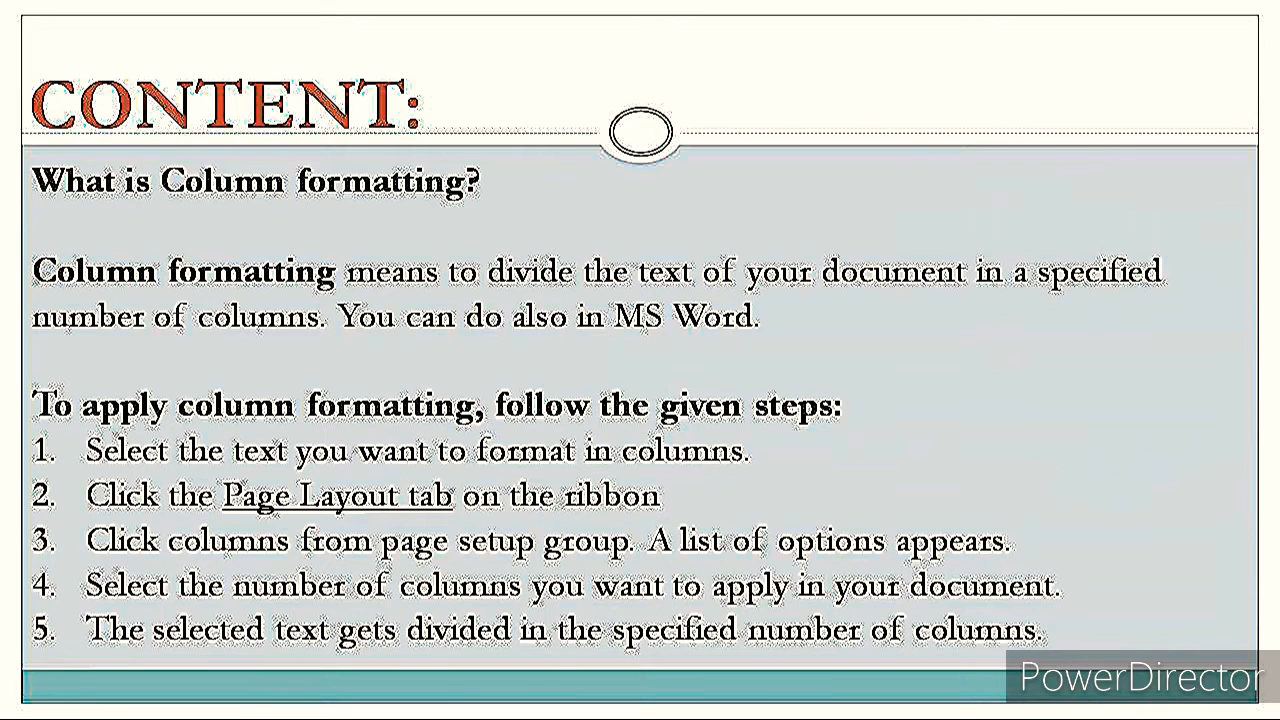 CONTENT:
What is Column formatting?
Column formatting means to divide the text of your document in a specified
number of columns. You can do also in MS Word.
To apply column formatting, follow the given steps:
1. Select the text you want to format in columns.
2. Click the Page Layout tab on the ribbon
3. Click columns from page setup group. A list of options appears.
4. Select the number of columns you want to apply in your document.
5. The selected text gets divided in the specified number of columns.
PowerDirector